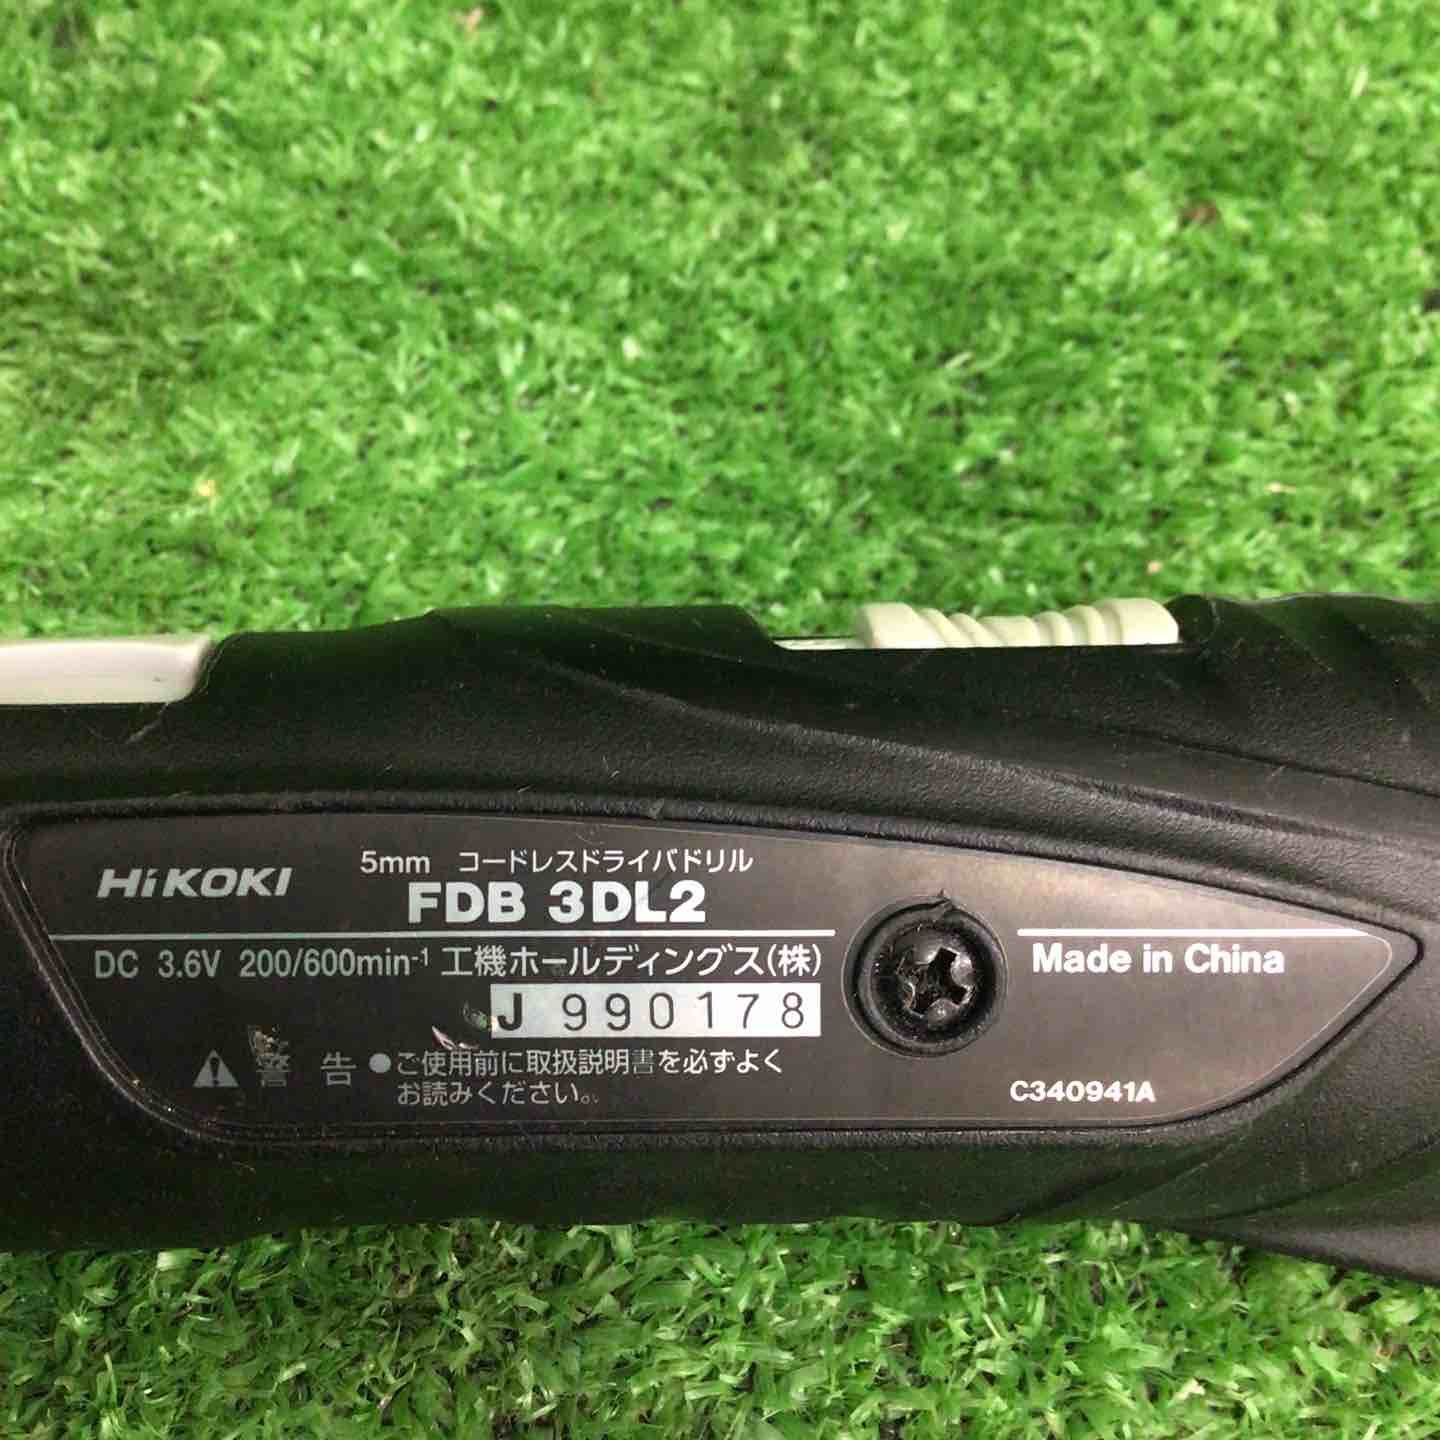 HiKOKI
5mm コードレスドライバドリル
FDB 3DL2
DC 3.6V 200/600min-1 工機ホールディングス(株)
J 990178
警告 ●ご使用前に取扱説明書を必ずよく
お読みください。
Made in China
C340941A